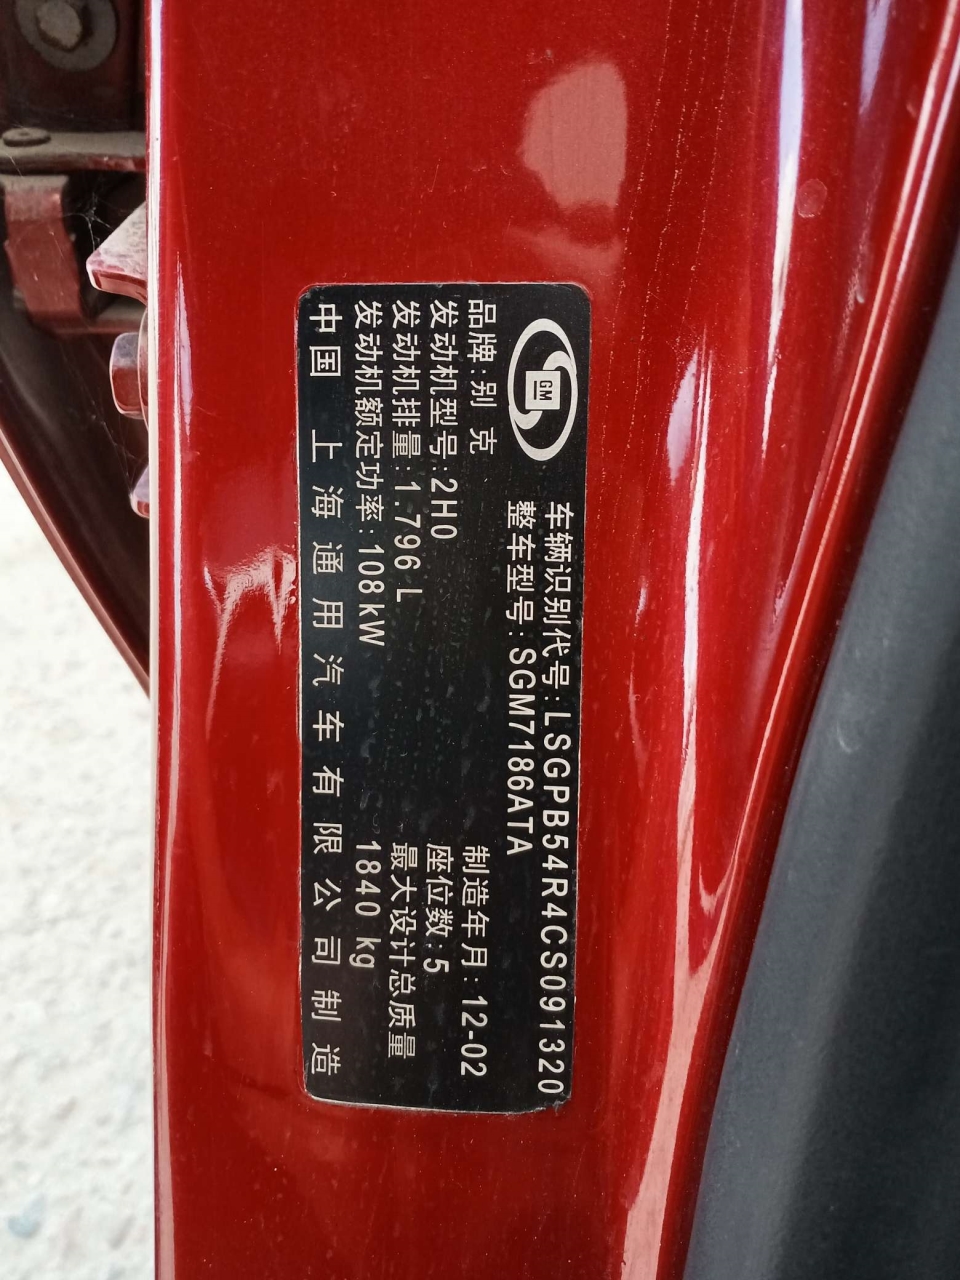 GM
车辆识别代号:LSGPB54R4CS091320
整车型号:SGM7186ATA
品牌:别克
制造年月:12-02
发动机型号:2H0
座位数:5
发动机排量:1.796 L
最大设计总质量
发动机额定功率:108kW
1840 kg
中国 上海通用汽车有限公司制造